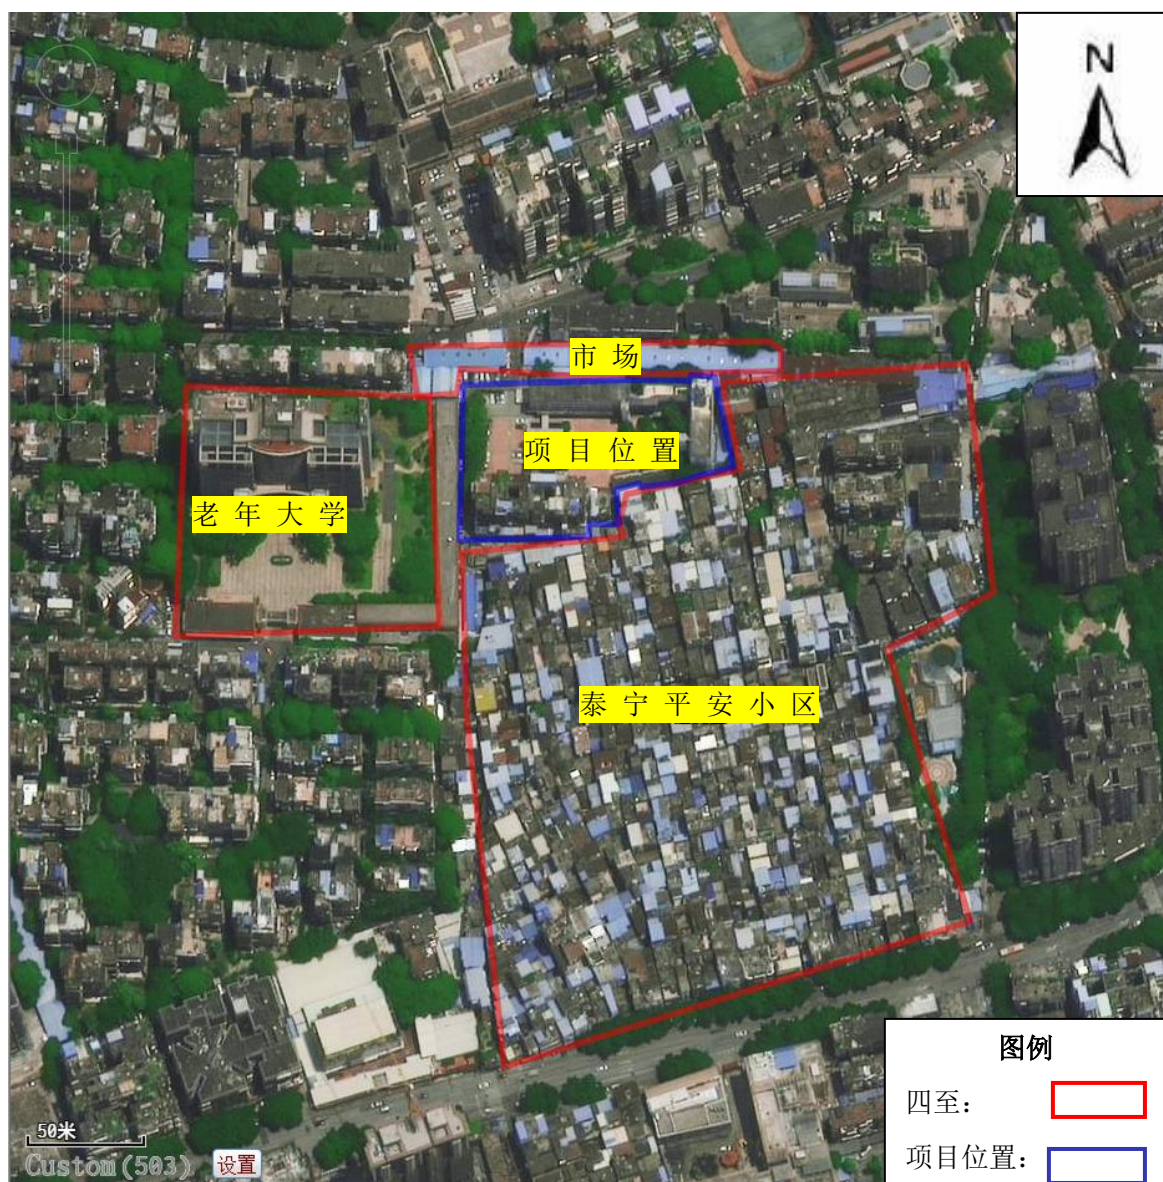 N
市 场
项 目 位 置
老 年 大 学
泰 宁 平 安 小 区
图例
四至：
项目位置：
50米
Custom(503)
设置